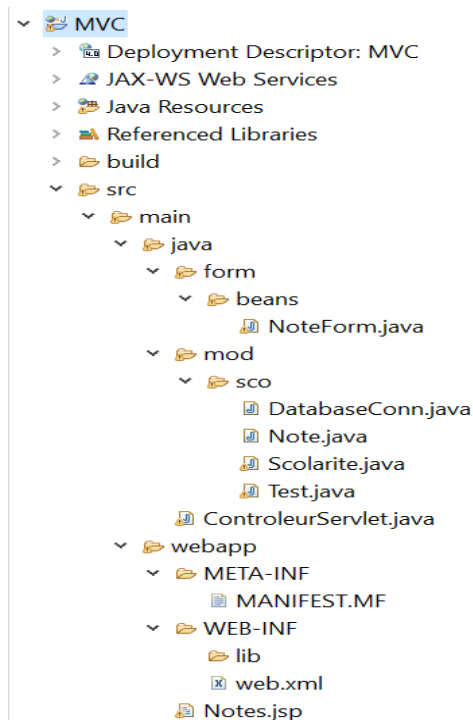 MVC
Deployment Descriptor: MVC
JAX-WS Web Services
Java Resources
Referenced Libraries
build
src
main
java
form
beans
NoteForm.java
mod
sco
DatabaseConn.java
Note.java
Scolarite.java
Test.java
ControleurServlet.java
webapp
META-INF
MANIFEST.MF
WEB-INF
lib
web.xml
Notes.jsp